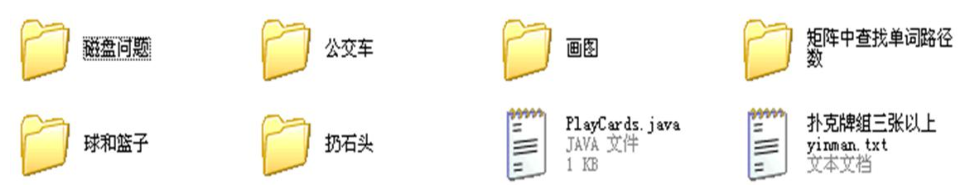 磁盘问题
公交车
画图
矩阵中查找单词路径
数
球和篮子
扔石头
PlayCards.java
JAVA 文件
1 KB
扑克牌组三张以上
yinman.txt
文本文档